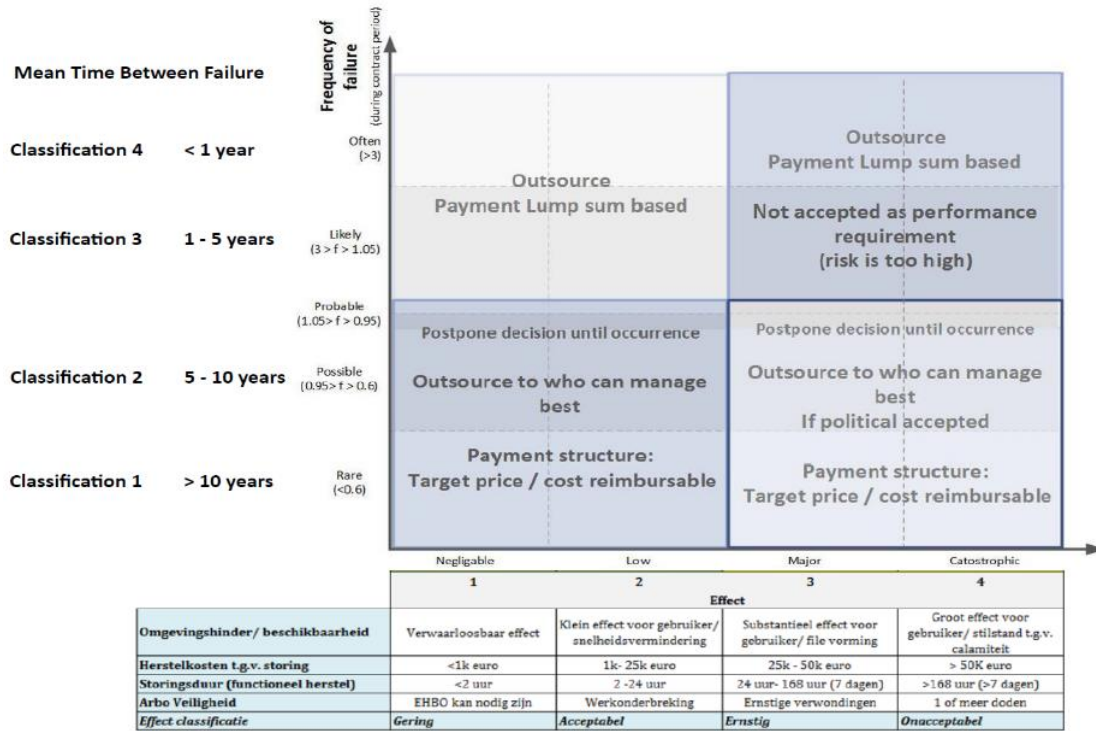 Mean Time Between Failure
Frequency of
failure
(during contract period)
Classification 4 < 1 year
Often
(>3)
Classification 3 1 - 5 years
Likely
(3 > f > 1.05)
Probable
(1.05> f > 0.95)
Classification 2 5 - 10 years
Possible
(0.95> f > 0.6)
Classification 1 > 10 years
Rare
(<0.6)
Outsource
Payment Lump sum based
Outsource
Payment Lump sum based
Not accepted as performance
requirement
(risk is too high)
Postpone decision until occurrence
Outsource to who can manage
best
Payment structure:
Target price / cost reimbursable
Postpone decision until occurrence
Outsource to who can manage
best
If political accepted
Payment structure:
Target price / cost reimbursable
Negligable Low Major Catostrophic
1 2 3 4
Effect
Omgevingshinder/ beschikbaarheid
Verwaarloosbaar effect
Klein effect voor gebruiker/
snelheidsvermindering
Substantieel effect voor
gebruiker/ file vorming
Groot effect voor
gebruiker/ stilstand t.g.v.
calamiteit
Herstelkosten t.g.v. storing <1k euro 1k- 25k euro 25k - 50k euro > 50K euro
Storingsduur (functioneel herstel) <2 uur 2 -24 uur 24 uur- 168 uur (7 dagen) >168 uur (>7 dagen)
Arbo Veiligheid EHBO kan nodig zijn Werkonderbreking Ernstige verwondingen 1 of meer doden
Effect classificatie Gering Acceptabel Ernstig Onacceptabel